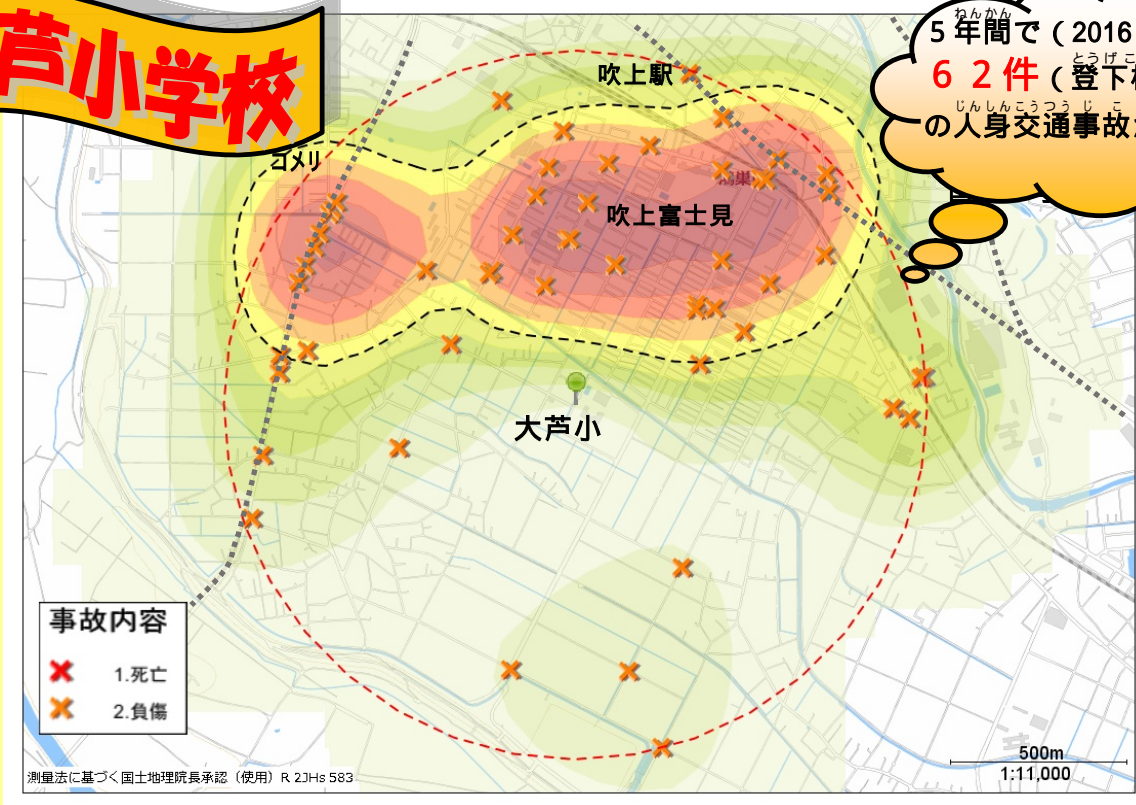 芦小学校
ねんかん
5年間で（2016
とうげこ
６２件（登下校
じんしんこうつうじこ
の人身交通事故
吹上駅
コメリ
鴻巣
吹上富士見
大芦小
事故内容
1.死亡
2.負傷
500m
1:11,000
測量法に基づく国土地理院長承認（使用）R 2JHs 583